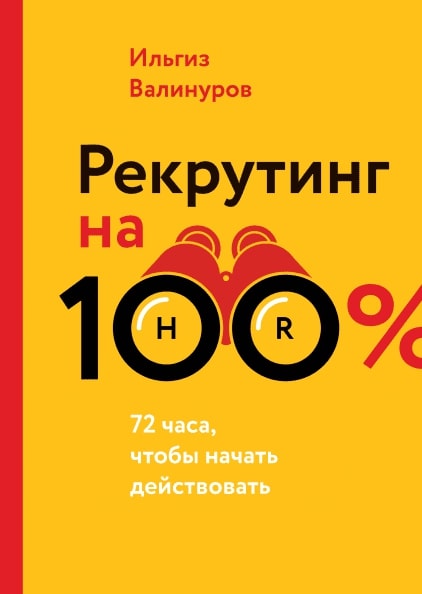 Ильгиз
Валинуров
Рекрутинг
на
100%
H R
72 часа,
чтобы начать
действовать